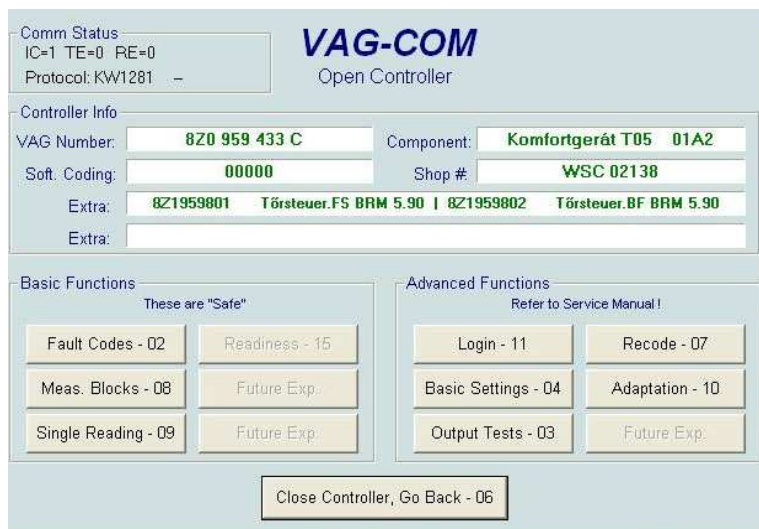 Comm Status
IC=1 TE=0 RE=0
Protocol: KW1281 –
VAG-COM
Open Controller
Controller Info
VAG Number: 8Z0 959 433 C Component: Komfortgerát T05 01A2
Soft. Coding: 00000 Shop #: WSC 02138
Extra: 8Z1959801 Tőrsteuer.FS BRM 5.90 | 8Z1959802 Tőrsteuer.BF BRM 5.90
Extra:
Basic Functions
These are "Safe"
Fault Codes - 02 Readiness - 15
Meas. Blocks - 08 Future Exp.
Single Reading - 09 Future Exp.
Advanced Functions
Refer to Service Manual !
Login - 11 Recode - 07
Basic Settings - 04 Adaptation - 10
Output Tests - 03 Future Exp.
Close Controller, Go Back - 06